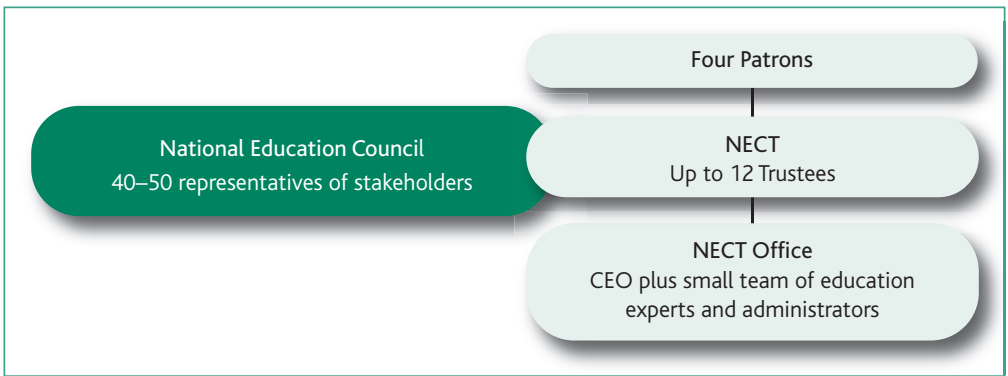 Four Patrons
National Education Council
40–50 representatives of stakeholders
NECT
Up to 12 Trustees
NECT Office
CEO plus small team of education
experts and administrators